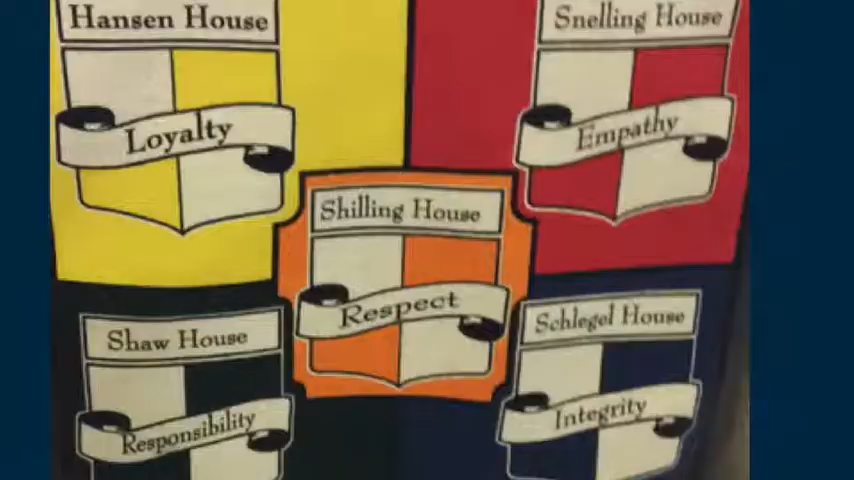 Hansen House
Loyalty
Snelling House
Empathy
Shilling House
Respect
Shaw House
Responsibility
Schlegel House
Integrity